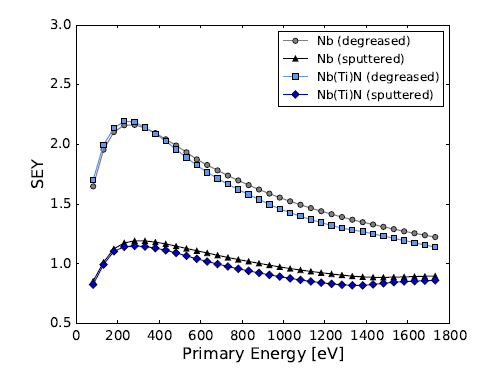 3.0
2.5
2.0
1.5
1.0
0.5
SEY
Nb (degreased)
Nb (sputtered)
Nb(Ti)N (degreased)
Nb(Ti)N (sputtered)
0 200 400 600 800 1000 1200 1400 1600 1800
Primary Energy [eV]